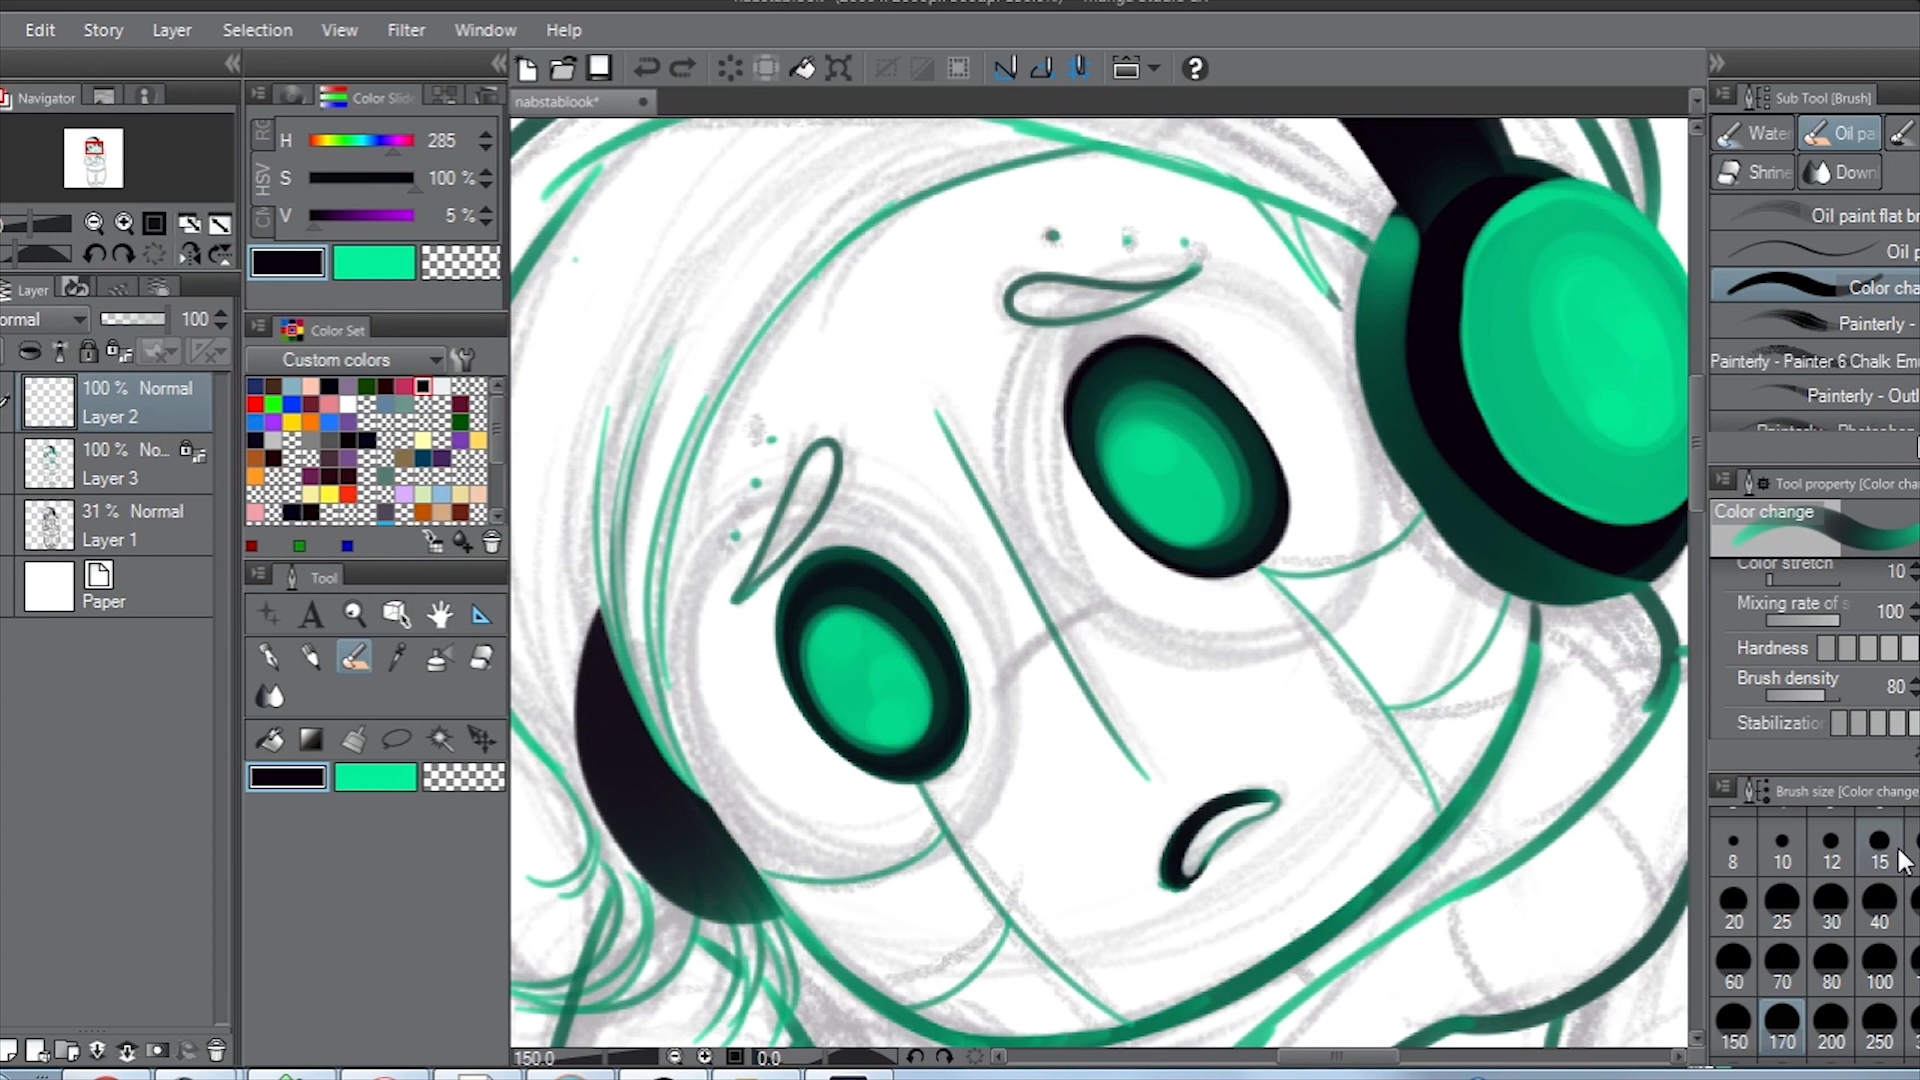 Edit Story Layer Selection View Filter Window Help
Navigator
Color Slide
nabstablook*
Sub Tool [Brush]
H 285
S 100 %
V 5 %
HSV
Water Oil pa
Shrine Down
Oil paint flat br
Oil p
Color cha
Painterly -
Painterly - Painter 6 Chalk Em
Painterly - Outl
Layer
ormal 100
100 % Normal
Layer 2
100 % No...
Layer 3
31 % Normal
Layer 1
Paper
Color Set
Custom colors
Tool
Tool property [Color chan
Color change
Color stretch 10
Mixing rate of s 100
Hardness
Brush density 80
Stabilization
Brush size [Color change
8 10 12 15
20 25 30 40
60 70 80 100
150 170 200 250
150.0 0.0